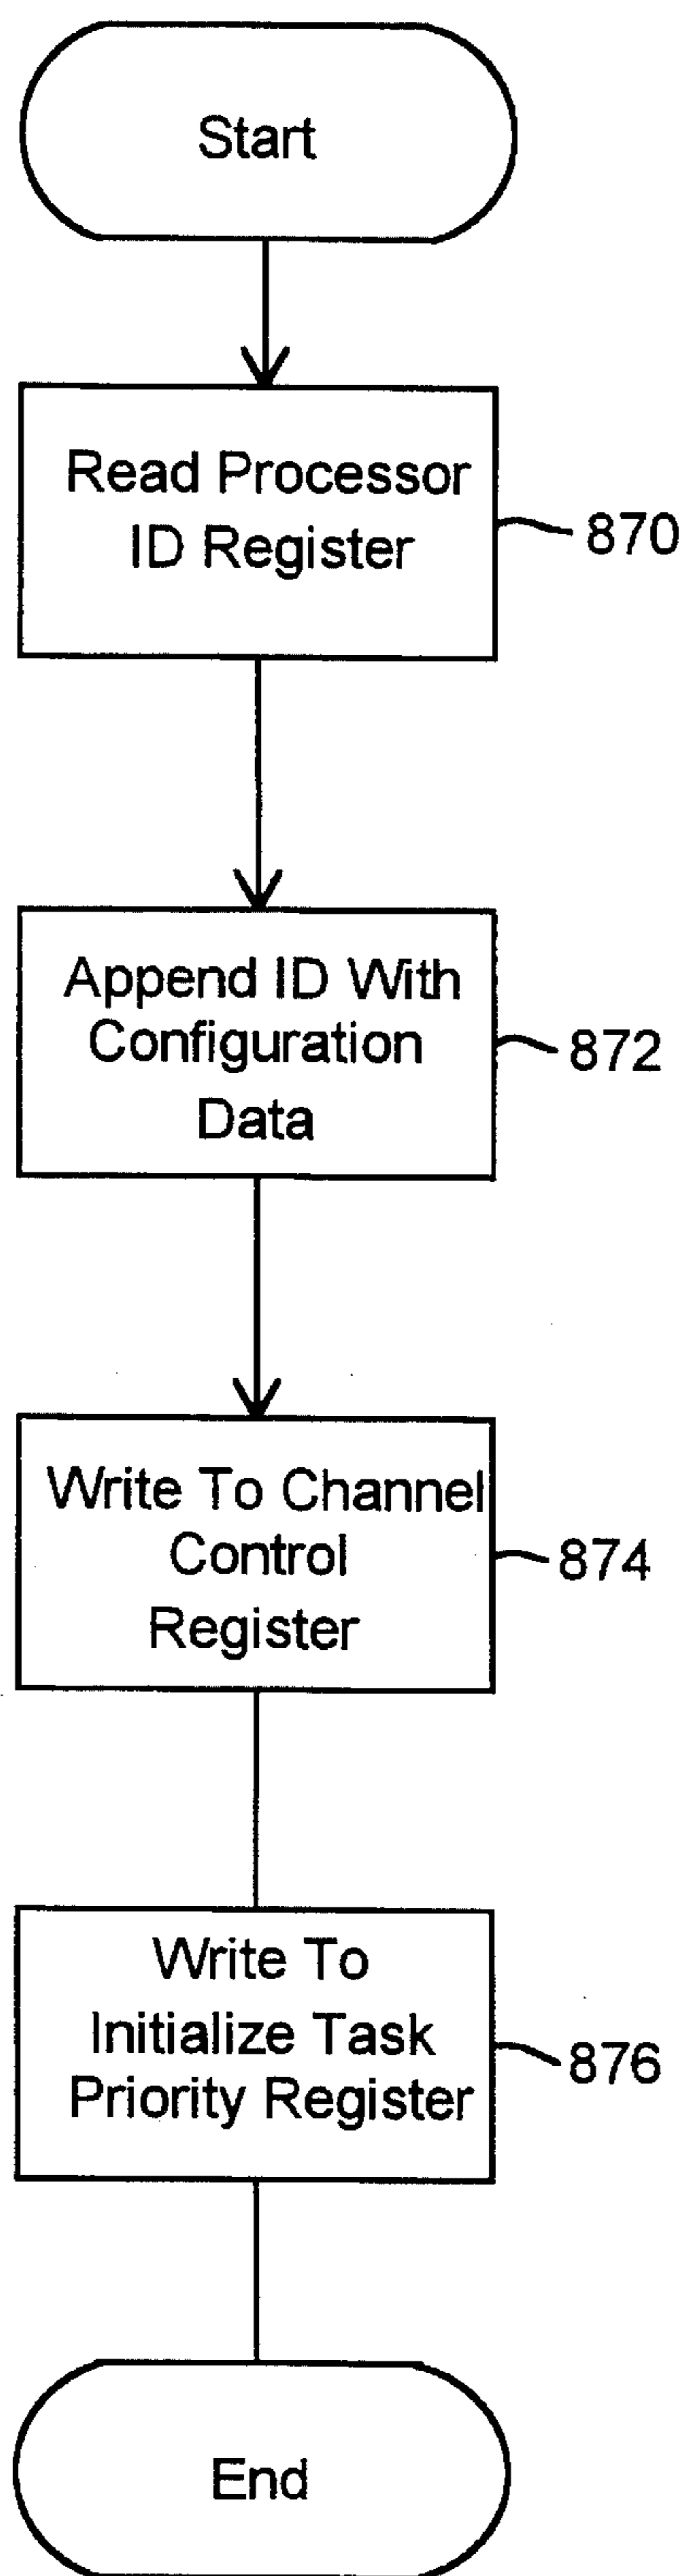 Start
Read Processor
ID Register
870
Append ID With
Configuration
Data
872
Write To Channel
Control
Register
874
Write To
Initialize Task
Priority Register
876
End